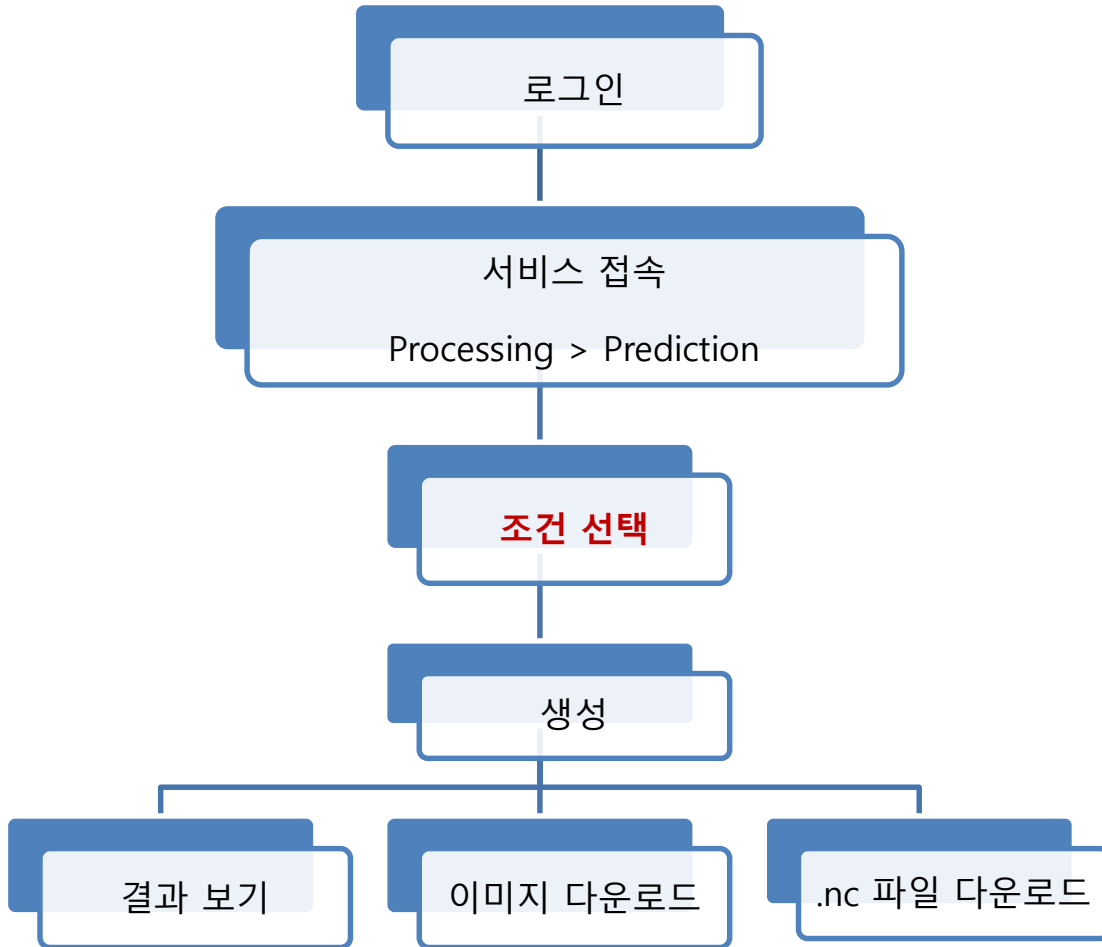 로그인
서비스 접속
Processing > Prediction
조건 선택
생성
결과 보기
이미지 다운로드
.nc 파일 다운로드